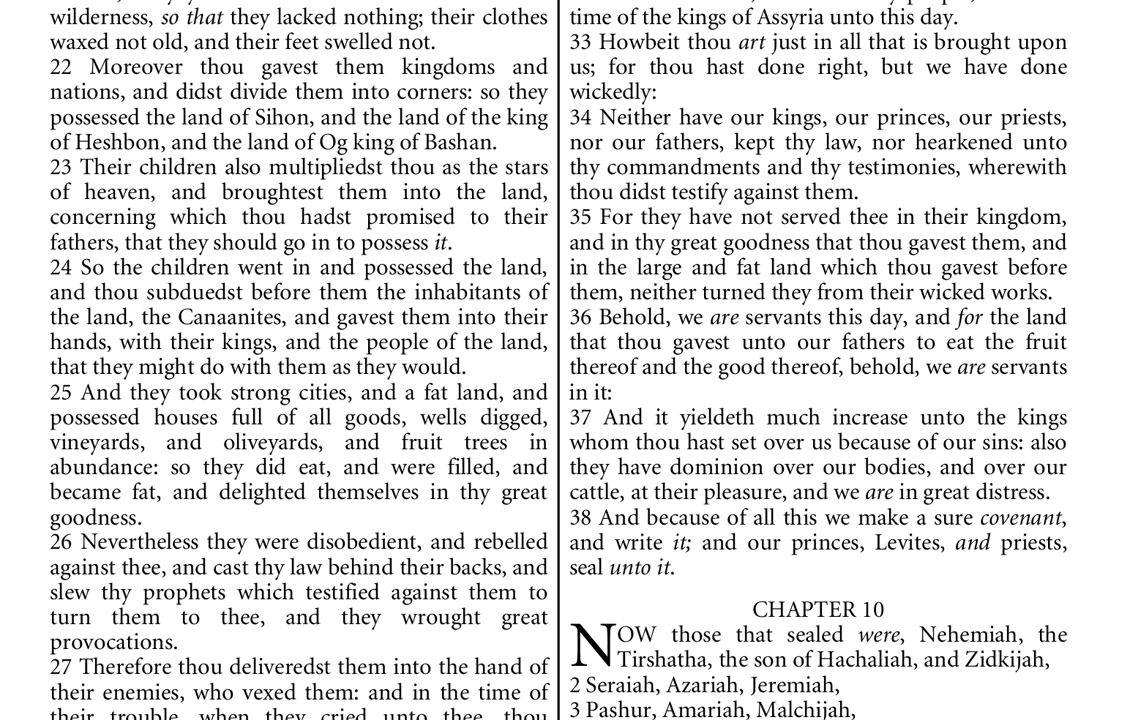 wilderness, so that they lacked nothing; their clothes
waxed not old, and their feet swelled not.
22 Moreover thou gavest them kingdoms and
nations, and didst divide them into corners: so they
possessed the land of Sihon, and the land of the king
of Heshbon, and the land of Og king of Bashan.
23 Their children also multipliedst thou as the stars
of heaven, and broughtest them into the land,
concerning which thou hadst promised to their
fathers, that they should go in to possess it.
24 So the children went in and possessed the land,
and thou subduedst before them the inhabitants of
the land, the Canaanites, and gavest them into their
hands, with their kings, and the people of the land,
that they might do with them as they would.
25 And they took strong cities, and a fat land, and
possessed houses full of all goods, wells digged,
vineyards, and oliveyards, and fruit trees in
abundance: so they did eat, and were filled, and
became fat, and delighted themselves in thy great
goodness.
26 Nevertheless they were disobedient, and rebelled
against thee, and cast thy law behind their backs, and
slew thy prophets which testified against them to
turn them to thee, and they wrought great
provocations.
27 Therefore thou deliveredst them into the hand of
their enemies, who vexed them: and in the time of
their trouble, when they cried unto thee, thou
time of the kings of Assyria unto this day.
33 Howbeit thou art just in all that is brought upon
us; for thou hast done right, but we have done
wickedly:
34 Neither have our kings, our princes, our priests,
nor our fathers, kept thy law, nor hearkened unto
thy commandments and thy testimonies, wherewith
thou didst testify against them.
35 For they have not served thee in their kingdom,
and in thy great goodness that thou gavest them, and
in the large and fat land which thou gavest before
them, neither turned they from their wicked works.
36 Behold, we are servants this day, and for the land
that thou gavest unto our fathers to eat the fruit
thereof and the good thereof, behold, we are servants
in it:
37 And it yieldeth much increase unto the kings
whom thou hast set over us because of our sins: also
they have dominion over our bodies, and over our
cattle, at their pleasure, and we are in great distress.
38 And because of all this we make a sure covenant,
and write it; and our princes, Levites, and priests,
seal unto it.
CHAPTER 10
NOW those that sealed were, Nehemiah, the
Tirshatha, the son of Hachaliah, and Zidkijah,
2 Seraiah, Azariah, Jeremiah,
3 Pashur, Amariah, Malchijah,